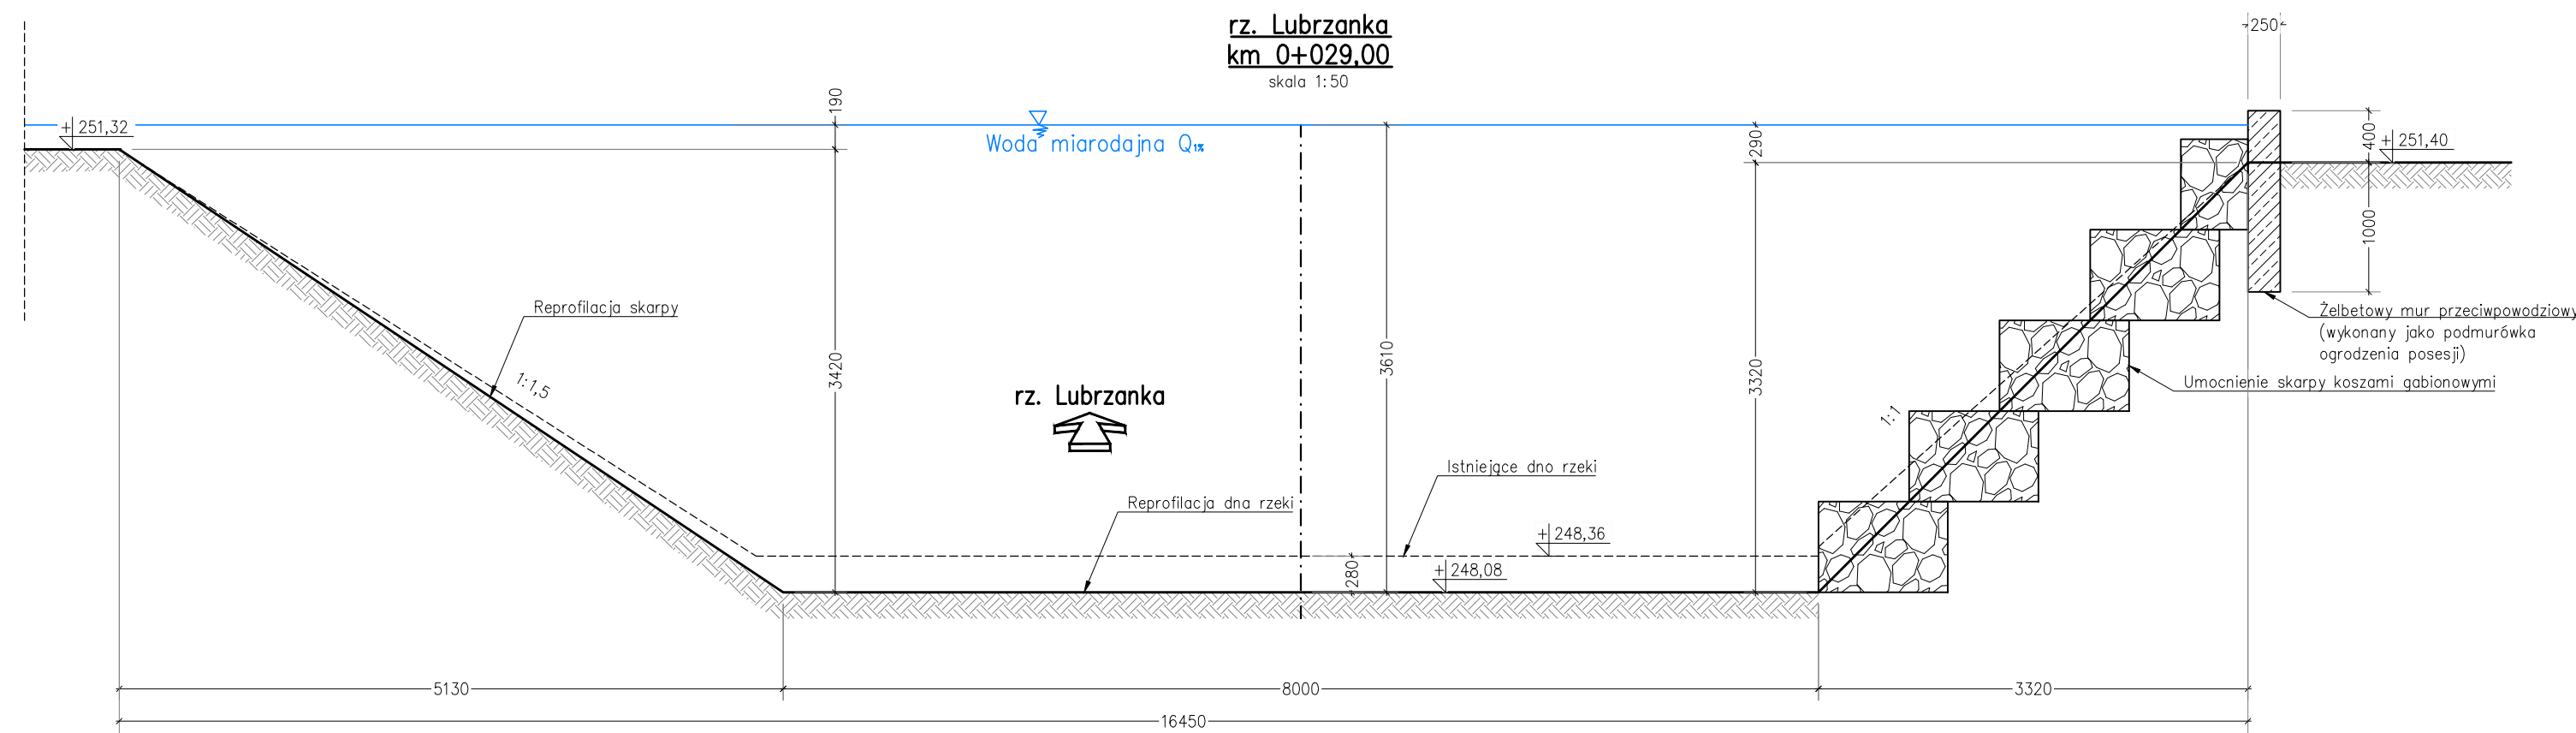 rz. Lubrzanka
km 0+029,00
skala 1:50
250
190
+251,32
Woda miarodajna Q1%
290
400
+251,40
1000
Reprofilacja skarpy
1:1,5
3420
3610
3320
Żelbetowy mur przeciwpowodziowy
(wykonany jako podmurówka
ogrodzenia posesji)
Umocnienie skarpy koszami gabionowymi
1:1
rz. Lubrzanka
Istniejące dno rzeki
Reprofilacja dna rzeki
+248,36
280
+248,08
5130
8000
3320
16450